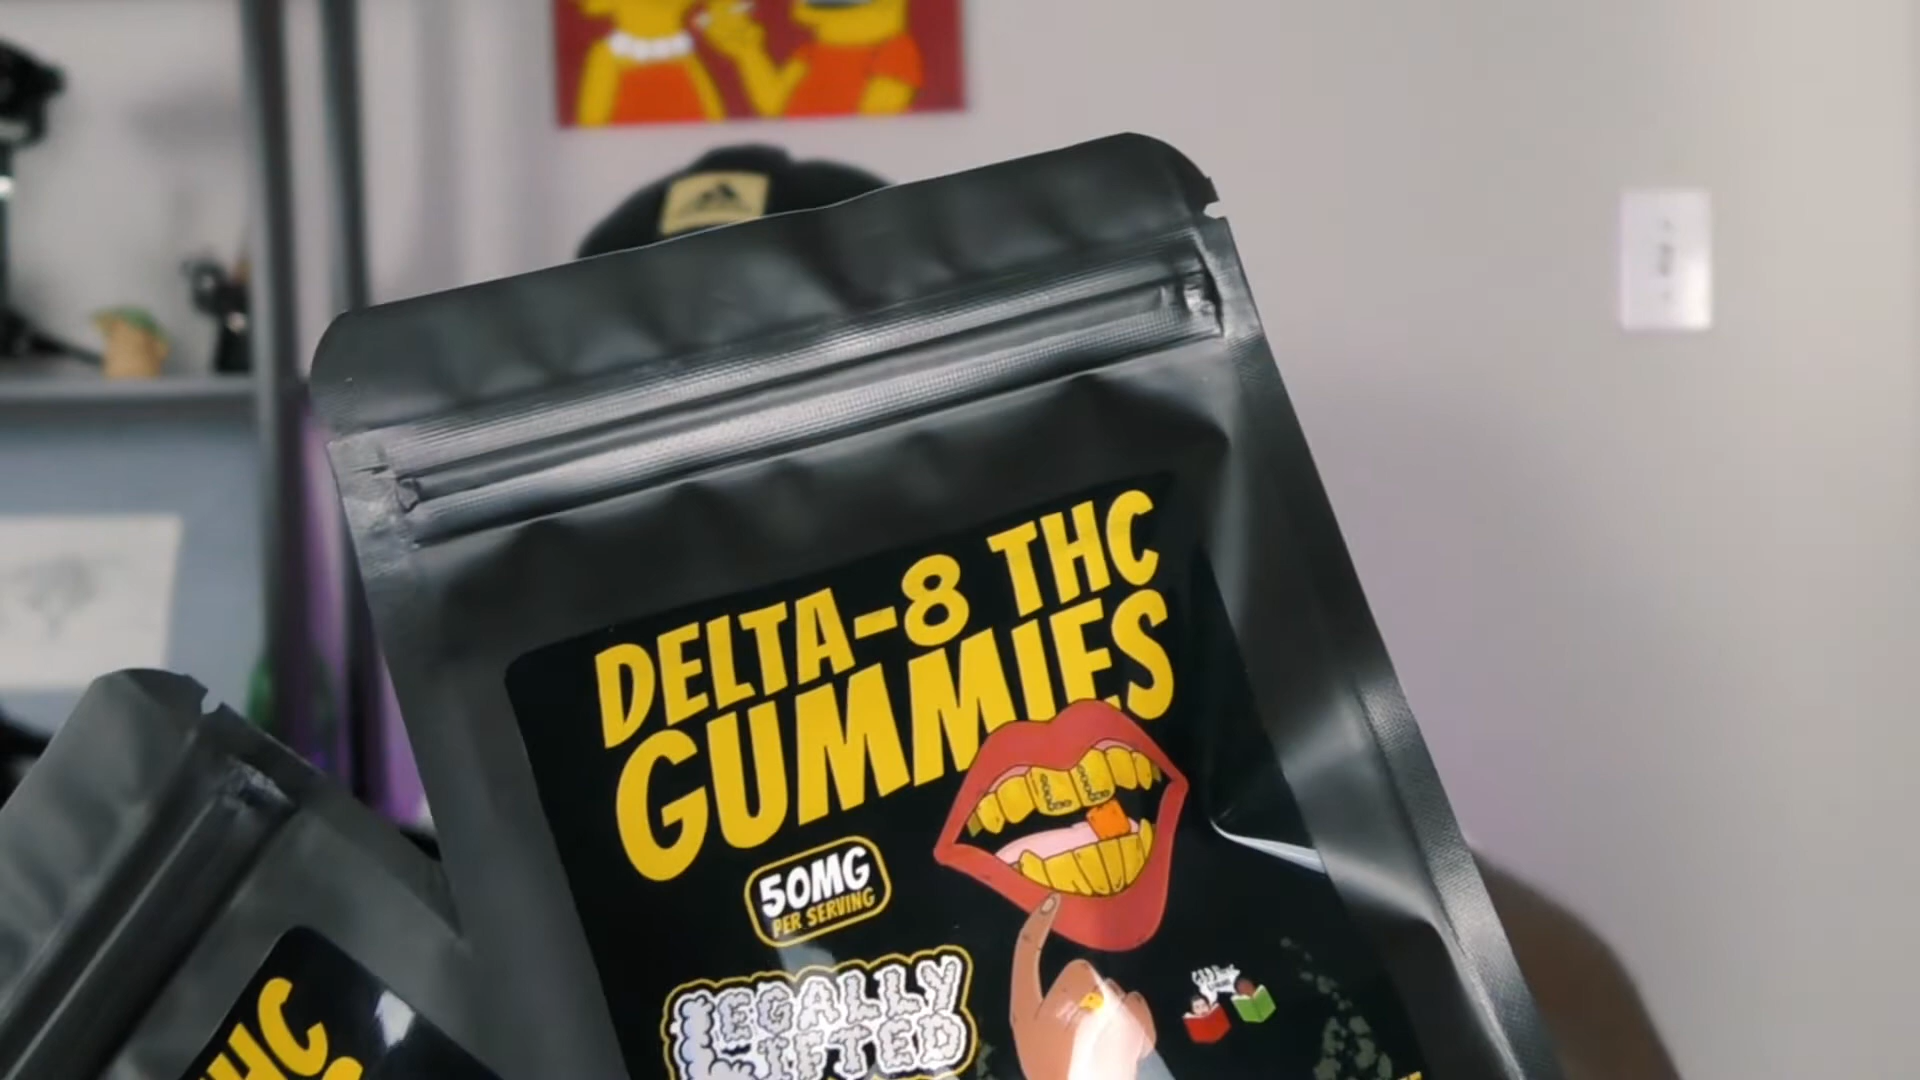 DELTA-8 THC
GUMMIES
50MG
PER SERVING
LEGALLY
LIFTED
THC